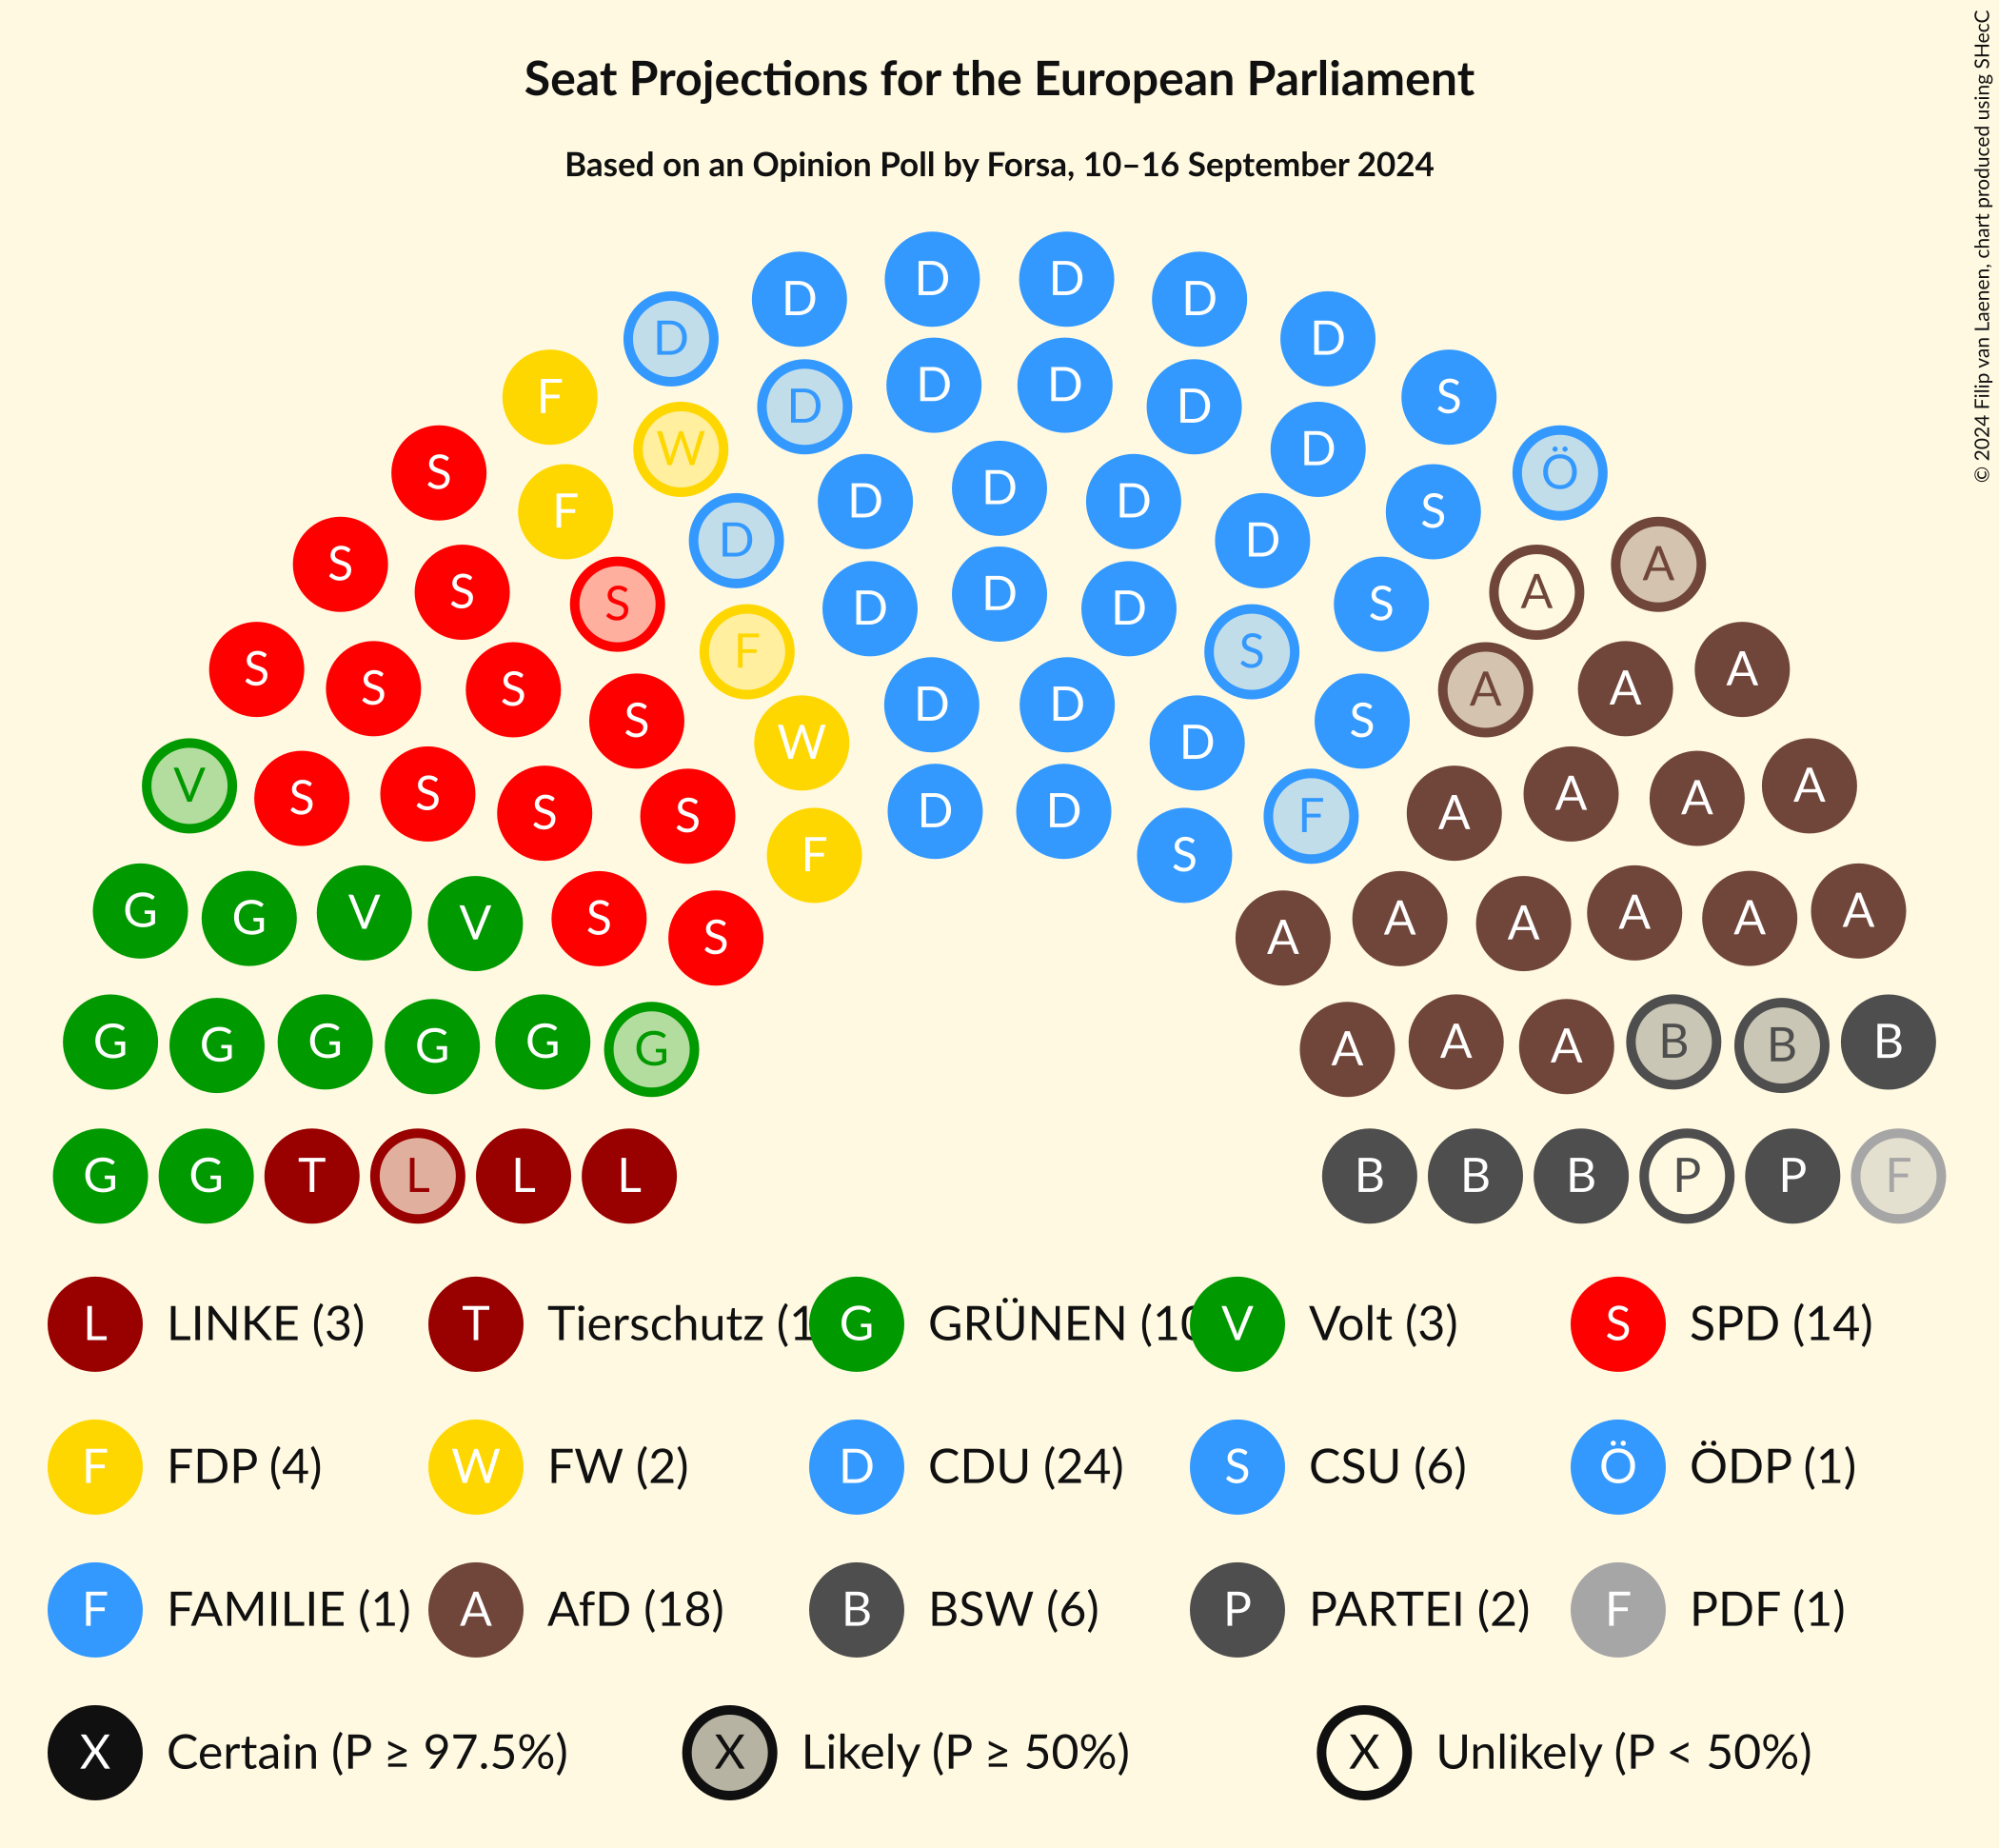 © 2024 Filip van Laenen, chart produced using SHecC
Seat Projections for the European Parliament
Based on an Opinion Poll by Forsa, 10–16 September 2024
D D D D
D D
F D D D D S
S W D Ö
F D D D S
S D D A
S S D D D S A
S F S A
S S S D D S A A
W D
V S S S S D D F A A A A
F S
G G V V S S A A A A A A
G G G G G G A A A B B B
G G T L L L B B B P P F
L LINKE (3) T Tierschutz (1 G GRÜNEN (10 V Volt (3) S SPD (14)
F FDP (4) W FW (2) D CDU (24) S CSU (6) Ö ÖDP (1)
F FAMILIE (1) A AfD (18) B BSW (6) P PARTEI (2) F PDF (1)
X Certain (P ≥ 97.5%) X Likely (P ≥ 50%) X Unlikely (P < 50%)